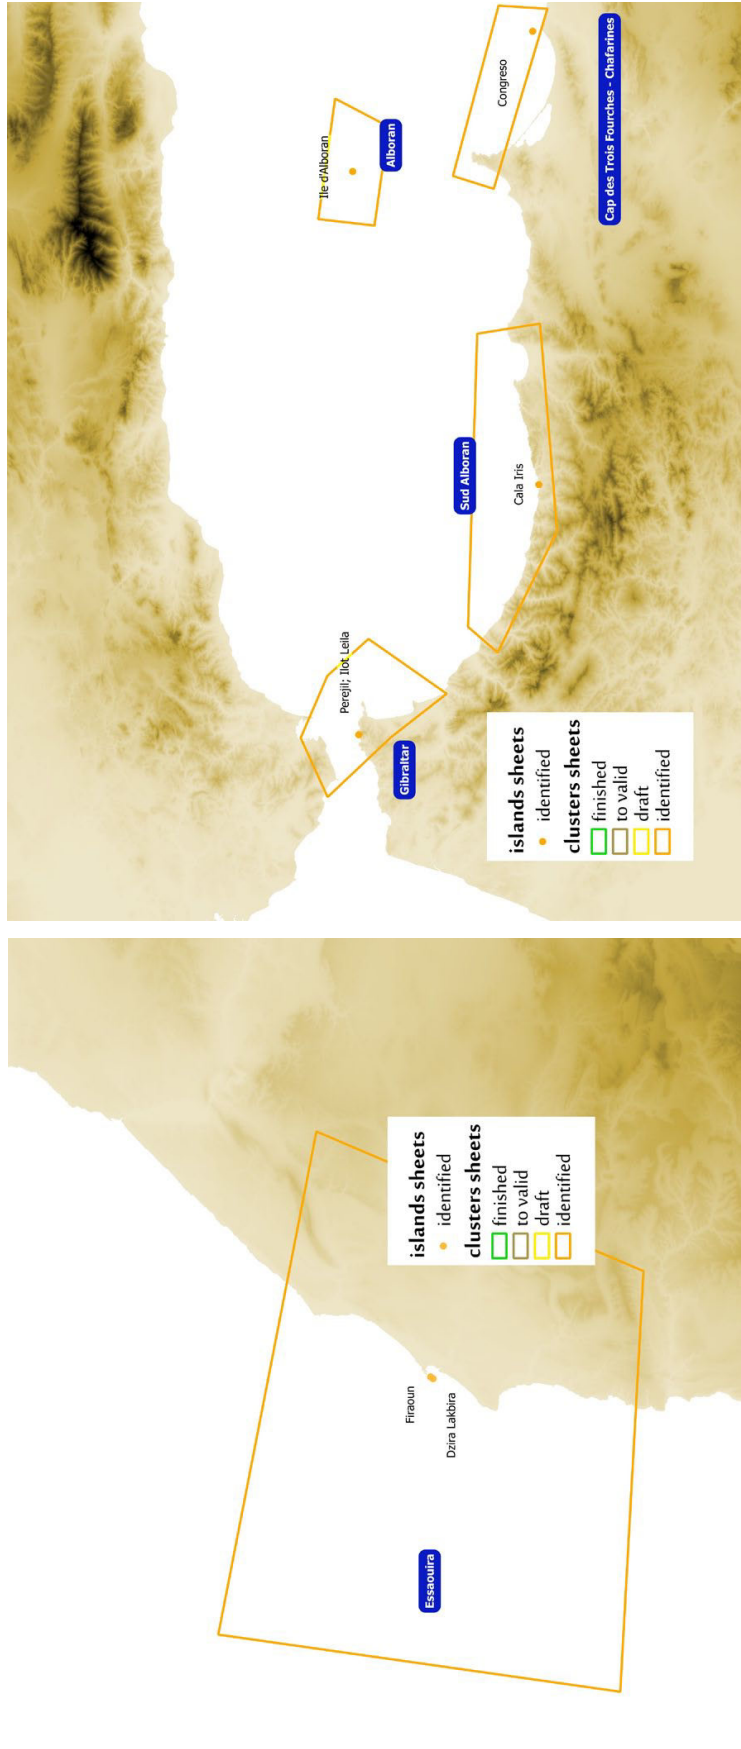 Ile d'Alboran
Alboran
Congreso
Cap des Trois Fourches - Chafarines
Sud Alboran
Cala Iris
Perejil; Ilot Leila
Gibraltar
islands sheets
identified
clusters sheets
finished
to valid
draft
identified
Firaoun
Dzira Lakbira
Essaouira
islands sheets
identified
clusters sheets
finished
to valid
draft
identified